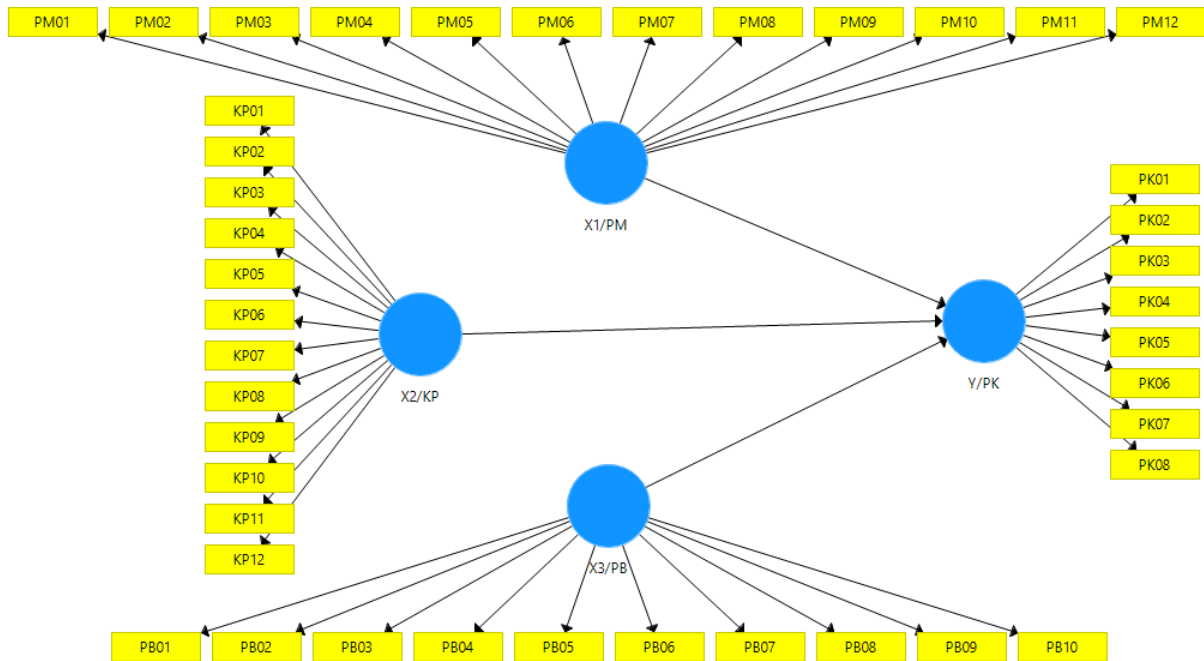 PM01 PM02 PM03 PM04 PM05 PM06 PM07 PM08 PM09 PM10 PM11 PM12
KP01
KP02
KP03
KP04
KP05
KP06
KP07
KP08
KP09
KP10
KP11
KP12
X1/PM
X2/KP
X3/PB
Y/PK
PK01
PK02
PK03
PK04
PK05
PK06
PK07
PK08
PB01 PB02 PB03 PB04 PB05 PB06 PB07 PB08 PB09 PB10